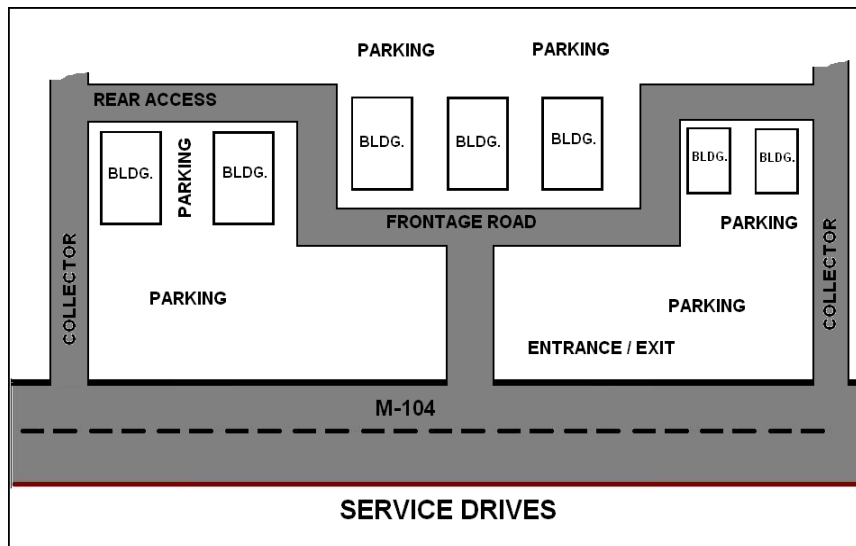 PARKING PARKING
REAR ACCESS
BLDG. BLDG. BLDG.
BLDG. PARKING BLDG. BLDG. BLDG.
FRONTAGE ROAD PARKING
COLLECTOR COLLECTOR
PARKING PARKING
ENTRANCE / EXIT
M-104
SERVICE DRIVES